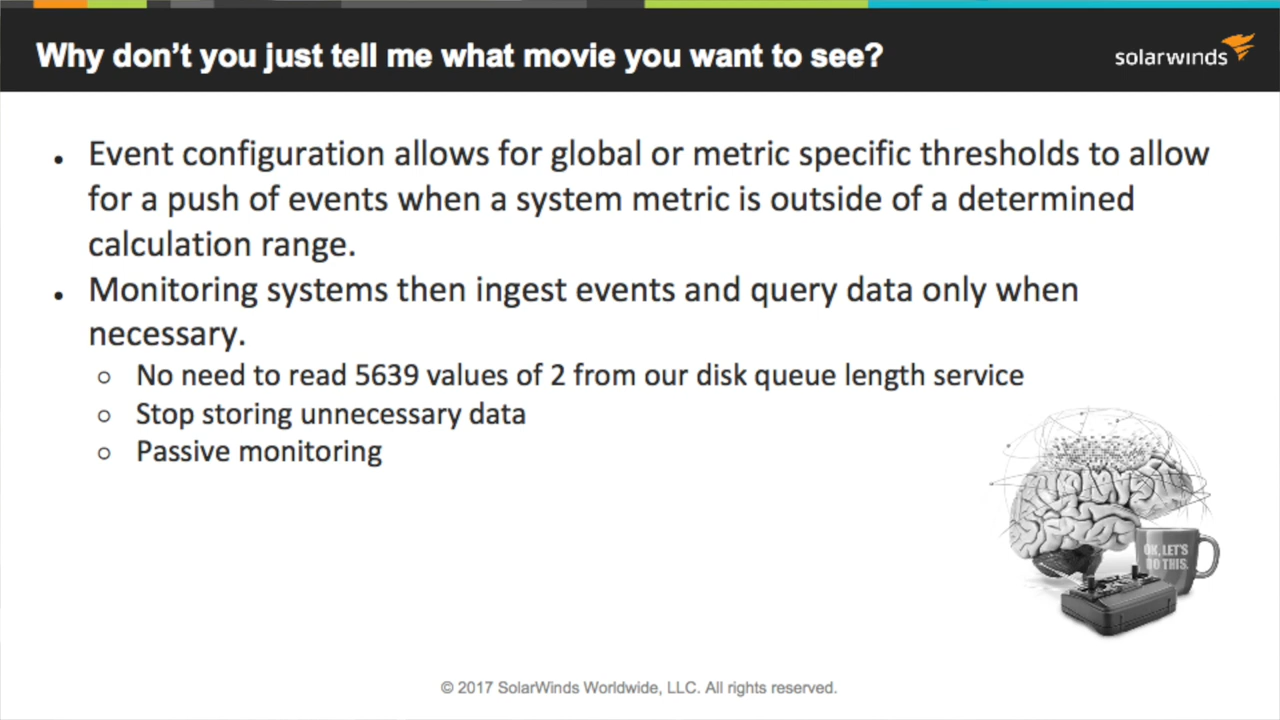 Why don’t you just tell me what movie you want to see?
solarwinds
• Event configuration allows for global or metric specific thresholds to allow
for a push of events when a system metric is outside of a determined
calculation range.
• Monitoring systems then ingest events and query data only when
necessary.
○ No need to read 5639 values of 2 from our disk queue length service
○ Stop storing unnecessary data
○ Passive monitoring
OK, LET'S
DO THIS.
© 2017 SolarWinds Worldwide, LLC. All rights reserved.